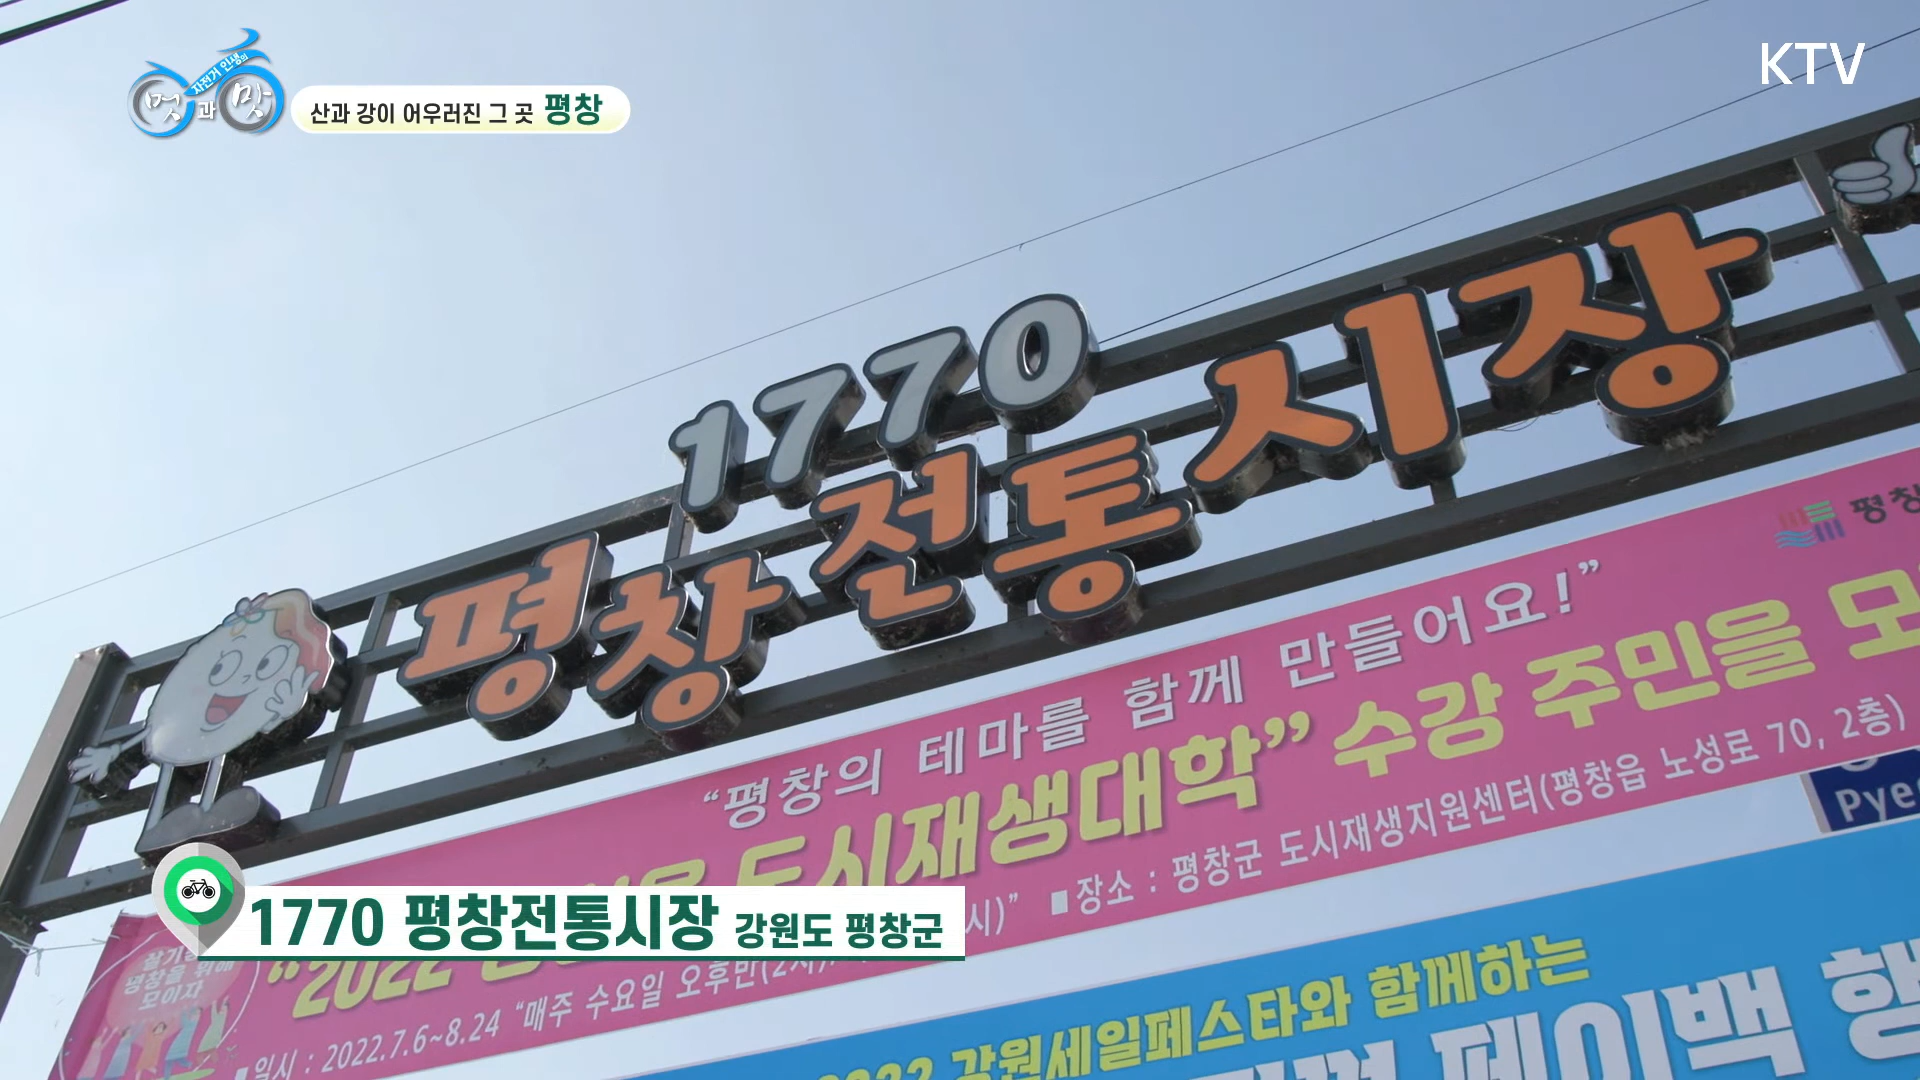 자전거 인생의
멋과 맛
산과 강이 어우러진 그 곳 평창
KTV
1770
평창전통시장
평창
"평창의 테마를 함께 만들어요!"
"2022 도시재생대학" 수강 주민을 모
일시 : 2022.7.6~8.24 "매주 수요일 오후반(2시), 시)" ■장소 : 평창군 도시재생지원센터(평창읍 노성로 70, 2층)
평창을 위해
모이자
Pye
2022 강원세일페스타와 함께하는
페이백 행
1770 평창전통시장 강원도 평창군